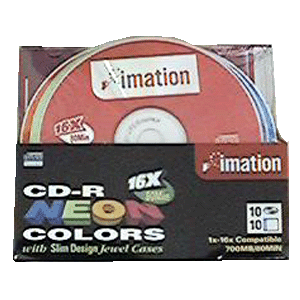 imation
16X
80Min
imation
CD-R
16X
80Min
NEON
COLORS
with Slim Design Jewel Cases
10
10
1x-16x Compatible
700MB/80MIN